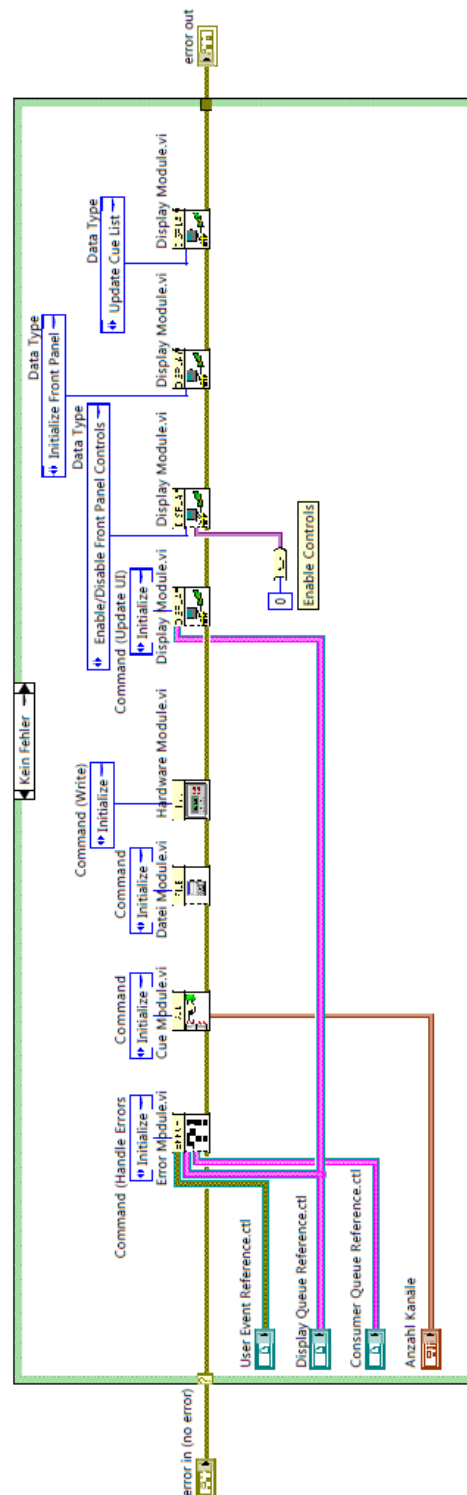 Kein Fehler
error in (no error)
Command (Handle Errors
Initialize
Error Module.vi
Command
Initialize
Cue Module.vi
Command
Initialize
Datei Module.vi
Command (Write)
Initialize
Hardware Module.vi
Command (Update UI)
Initialize
Display Module.vi
Data Type
Enable/Disable Front Panel Controls
Display Module.vi
Data Type
Initialize Front Panel
Display Module.vi
Data Type
Update Cue List
Display Module.vi
error out
User Event Reference.ctl
Display Queue Reference.ctl
Consumer Queue Reference.ctl
Anzahl Kanäle
0
Enable Controls